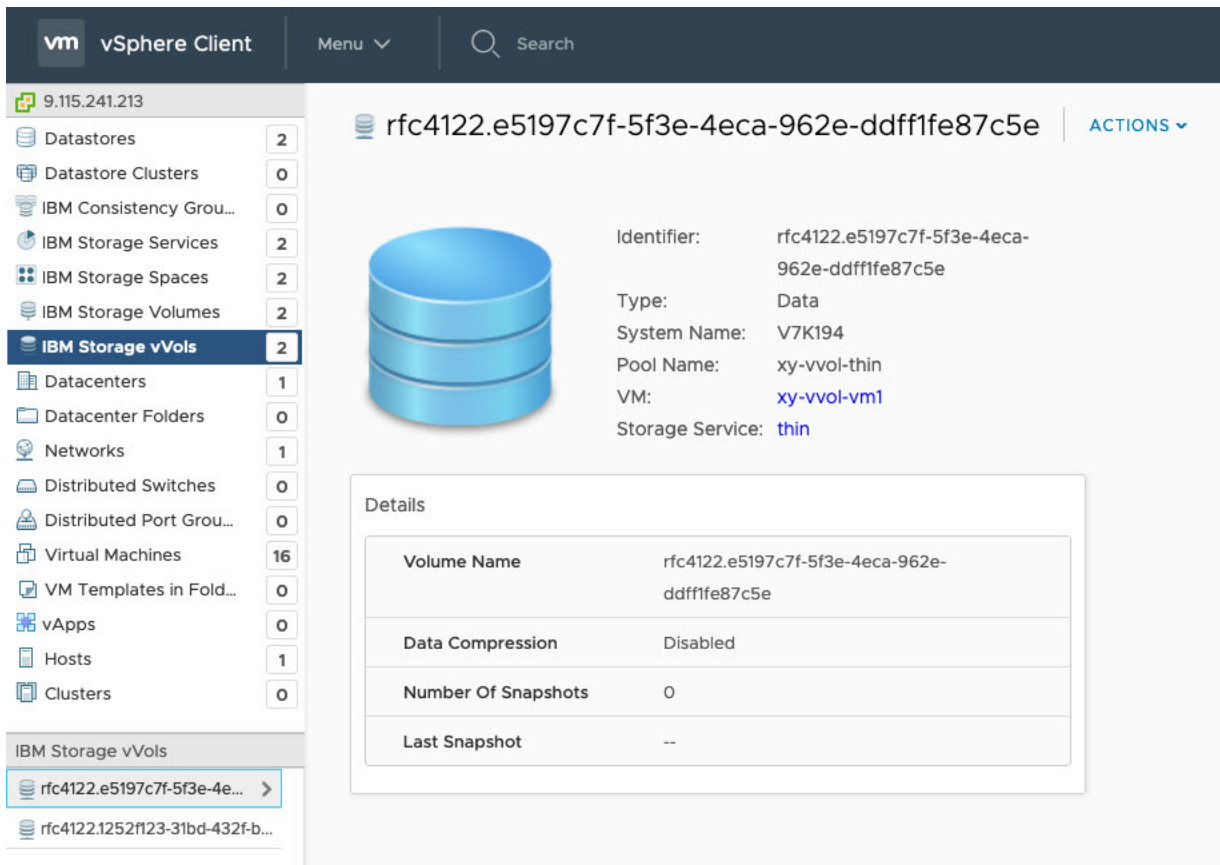 vm vSphere Client Menu Search
9.115.241.213
Datastores 2
Datastore Clusters 0
IBM Consistency Grou... 0
IBM Storage Services 2
IBM Storage Spaces 2
IBM Storage Volumes 2
IBM Storage vVols 2
Datacenters 1
Datacenter Folders 0
Networks 1
Distributed Switches 0
Distributed Port Grou... 0
Virtual Machines 16
VM Templates in Fold... 0
vApps 0
Hosts 1
Clusters 0
IBM Storage vVols
rfc4122.e5197c7f-5f3e-4e...
rfc4122.1252f123-31bd-432f-b...
rfc4122.e5197c7f-5f3e-4eca-962e-ddff1fe87c5e ACTIONS
Identifier: rfc4122.e5197c7f-5f3e-4eca-
962e-ddff1fe87c5e
Type: Data
System Name: V7K194
Pool Name: xy-vvol-thin
VM: xy-vvol-vm1
Storage Service: thin
Details
Volume Name rfc4122.e5197c7f-5f3e-4eca-962e-
ddff1fe87c5e
Data Compression Disabled
Number Of Snapshots 0
Last Snapshot --